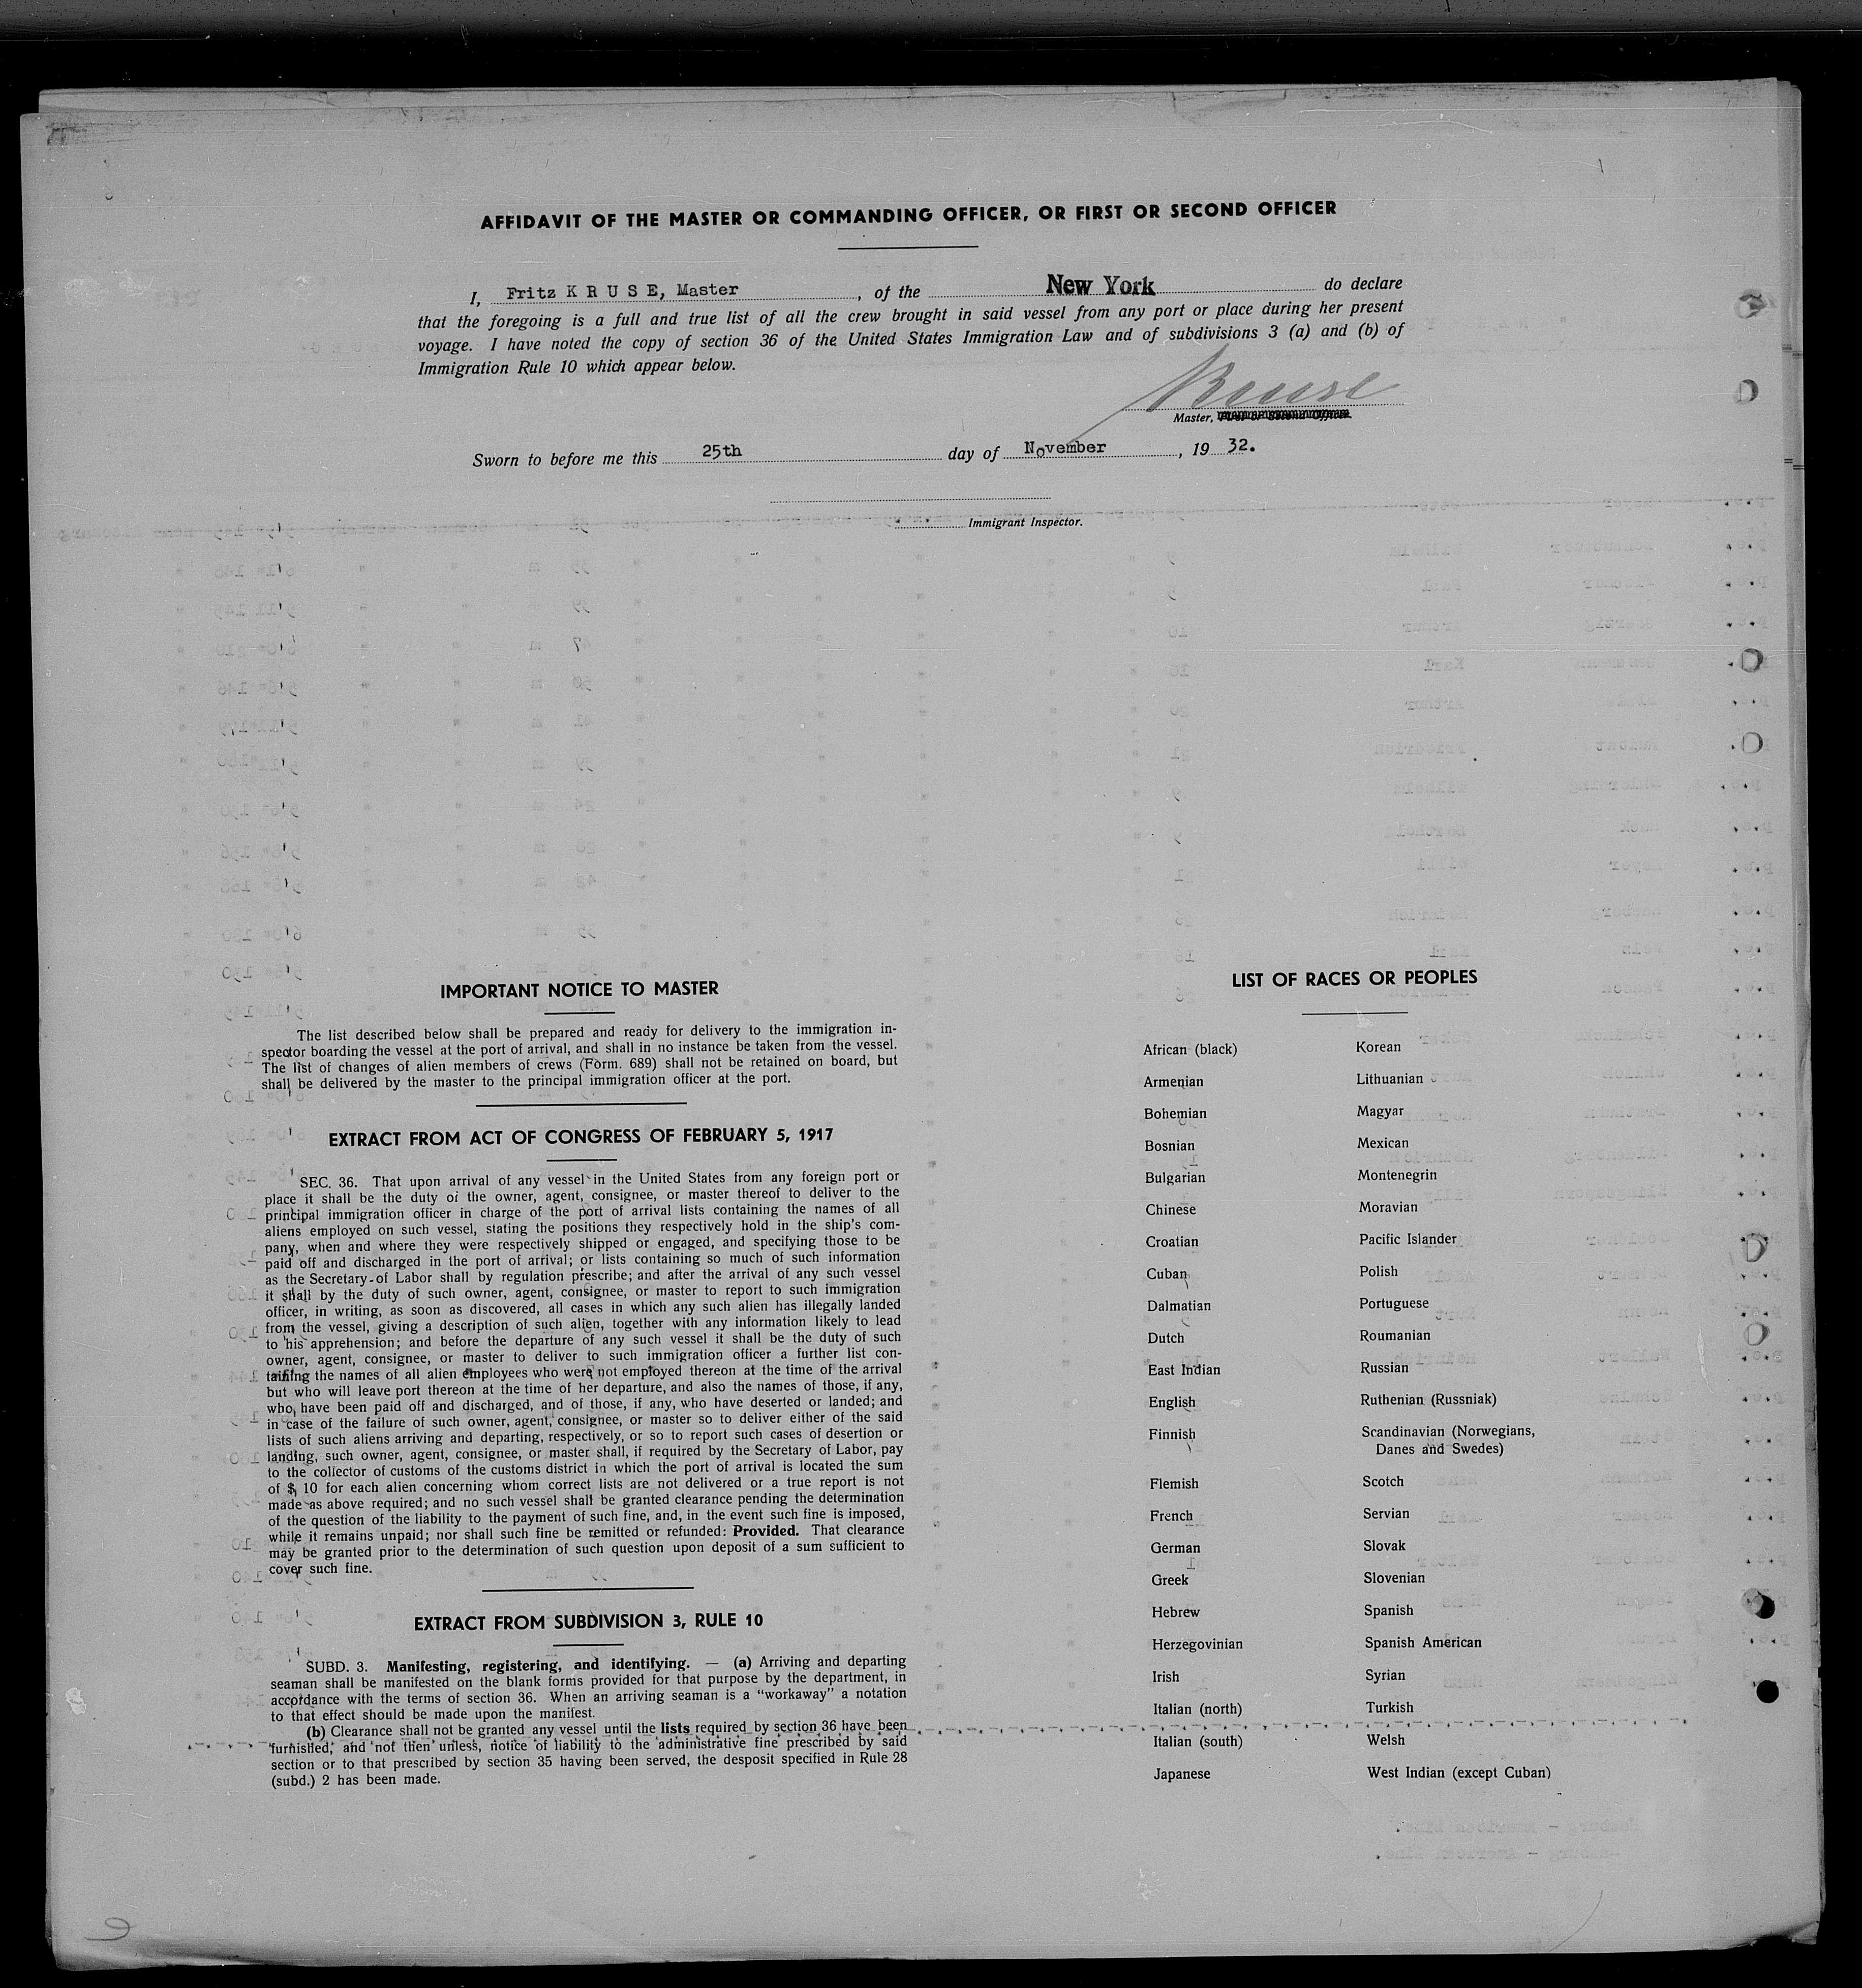 AFFIDAVIT OF THE MASTER OR COMMANDING OFFICER, OR FIRST OR SECOND OFFICER
I, Fritz K R U S E, Master, of the New York do declare
that the foregoing is a full and true list of all the crew brought in said vessel from any port or place during her present
voyage. I have noted the copy of section 36 of the United States Immigration Law and of subdivisions 3 (a) and (b) of
Immigration Rule 10 which appear below.
Kruse
Master, First or Second Officer.
Sworn to before me this 25th day of November, 19 32.
Immigrant Inspector.
IMPORTANT NOTICE TO MASTER
The list described below shall be prepared and ready for delivery to the immigration in-
spector boarding the vessel at the port of arrival, and shall in no instance be taken from the vessel.
The list of changes of alien members of crews (Form. 689) shall not be retained on board, but
shall be delivered by the master to the principal immigration officer at the port.
EXTRACT FROM ACT OF CONGRESS OF FEBRUARY 5, 1917
SEC. 36. That upon arrival of any vessel in the United States from any foreign port or
place it shall be the duty of the owner, agent, consignee, or master thereof to deliver to the
principal immigration officer in charge of the port of arrival lists containing the names of all
aliens employed on such vessel, stating the positions they respectively hold in the ship's com-
pany, when and where they were respectively shipped or engaged, and specifying those to be
paid off and discharged in the port of arrival; or lists containing so much of such information
as the Secretary of Labor shall by regulation prescribe; and after the arrival of any such vessel
it shall by the duty of such owner, agent, consignee, or master to report to such immigration
officer, in writing, as soon as discovered, all cases in which any such alien has illegally landed
from the vessel, giving a description of such alien, together with any information likely to lead
to his apprehension; and before the departure of any such vessel it shall be the duty of such
owner, agent, consignee, or master to deliver to such immigration officer a further list con-
taining the names of all alien employees who were not employed thereon at the time of the arrival
but who will leave port thereon at the time of her departure, and also the names of those, if any,
who have been paid off and discharged, and of those, if any, who have deserted or landed; and
in case of the failure of such owner, agent, consignee, or master so to deliver either of the said
lists of such aliens arriving and departing, respectively, or so to report such cases of desertion or
landing, such owner, agent, consignee, or master shall, if required by the Secretary of Labor, pay
to the collector of customs of the customs district in which the port of arrival is located the sum
of $ 10 for each alien concerning whom correct lists are not delivered or a true report is not
made as above required; and no such vessel shall be granted clearance pending the determination
of the question of the liability to the payment of such fine, and, in the event such fine is imposed,
while it remains unpaid; nor shall such fine be remitted or refunded: Provided. That clearance
may be granted prior to the determination of such question upon deposit of a sum sufficient to
cover such fine.
EXTRACT FROM SUBDIVISION 3, RULE 10
SUBD. 3. Manifesting, registering, and identifying. — (a) Arriving and departing
seaman shall be manifested on the blank forms provided for that purpose by the department, in
accordance with the terms of section 36. When an arriving seaman is a “workaway” a notation
to that effect should be made upon the manifest.
(b) Clearance shall not be granted any vessel until the lists required by section 36 have been
furnished, and not then unless, notice of liability to the administrative fine prescribed by said
section or to that prescribed by section 35 having been served, the desposit specified in Rule 28
(subd.) 2 has been made.
LIST OF RACES OR PEOPLES
African (black)
Armenian
Bohemian
Bosnian
Bulgarian
Chinese
Croatian
Cuban
Dalmatian
Dutch
East Indian
English
Finnish
Flemish
French
German
Greek
Hebrew
Herzegovinian
Irish
Italian (north)
Italian (south)
Japanese
Korean
Lithuanian
Magyar
Mexican
Montenegrin
Moravian
Pacific Islander
Polish
Portuguese
Roumanian
Russian
Ruthenian (Russniak)
Scandinavian (Norwegians,
Danes and Swedes)
Scotch
Servian
Slovak
Slovenian
Spanish
Spanish American
Syrian
Turkish
Welsh
West Indian (except Cuban)